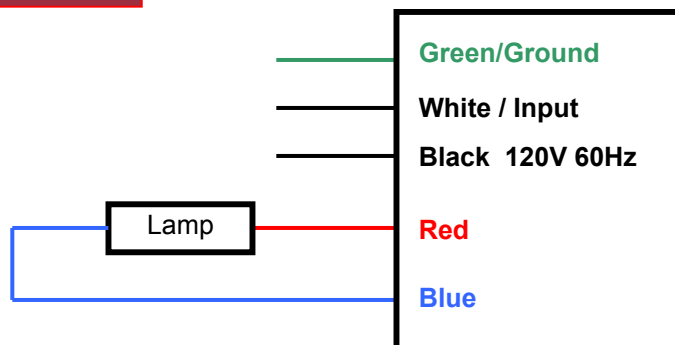 Green/Ground
White / Input
Black 120V 60Hz
Lamp
Red
Blue